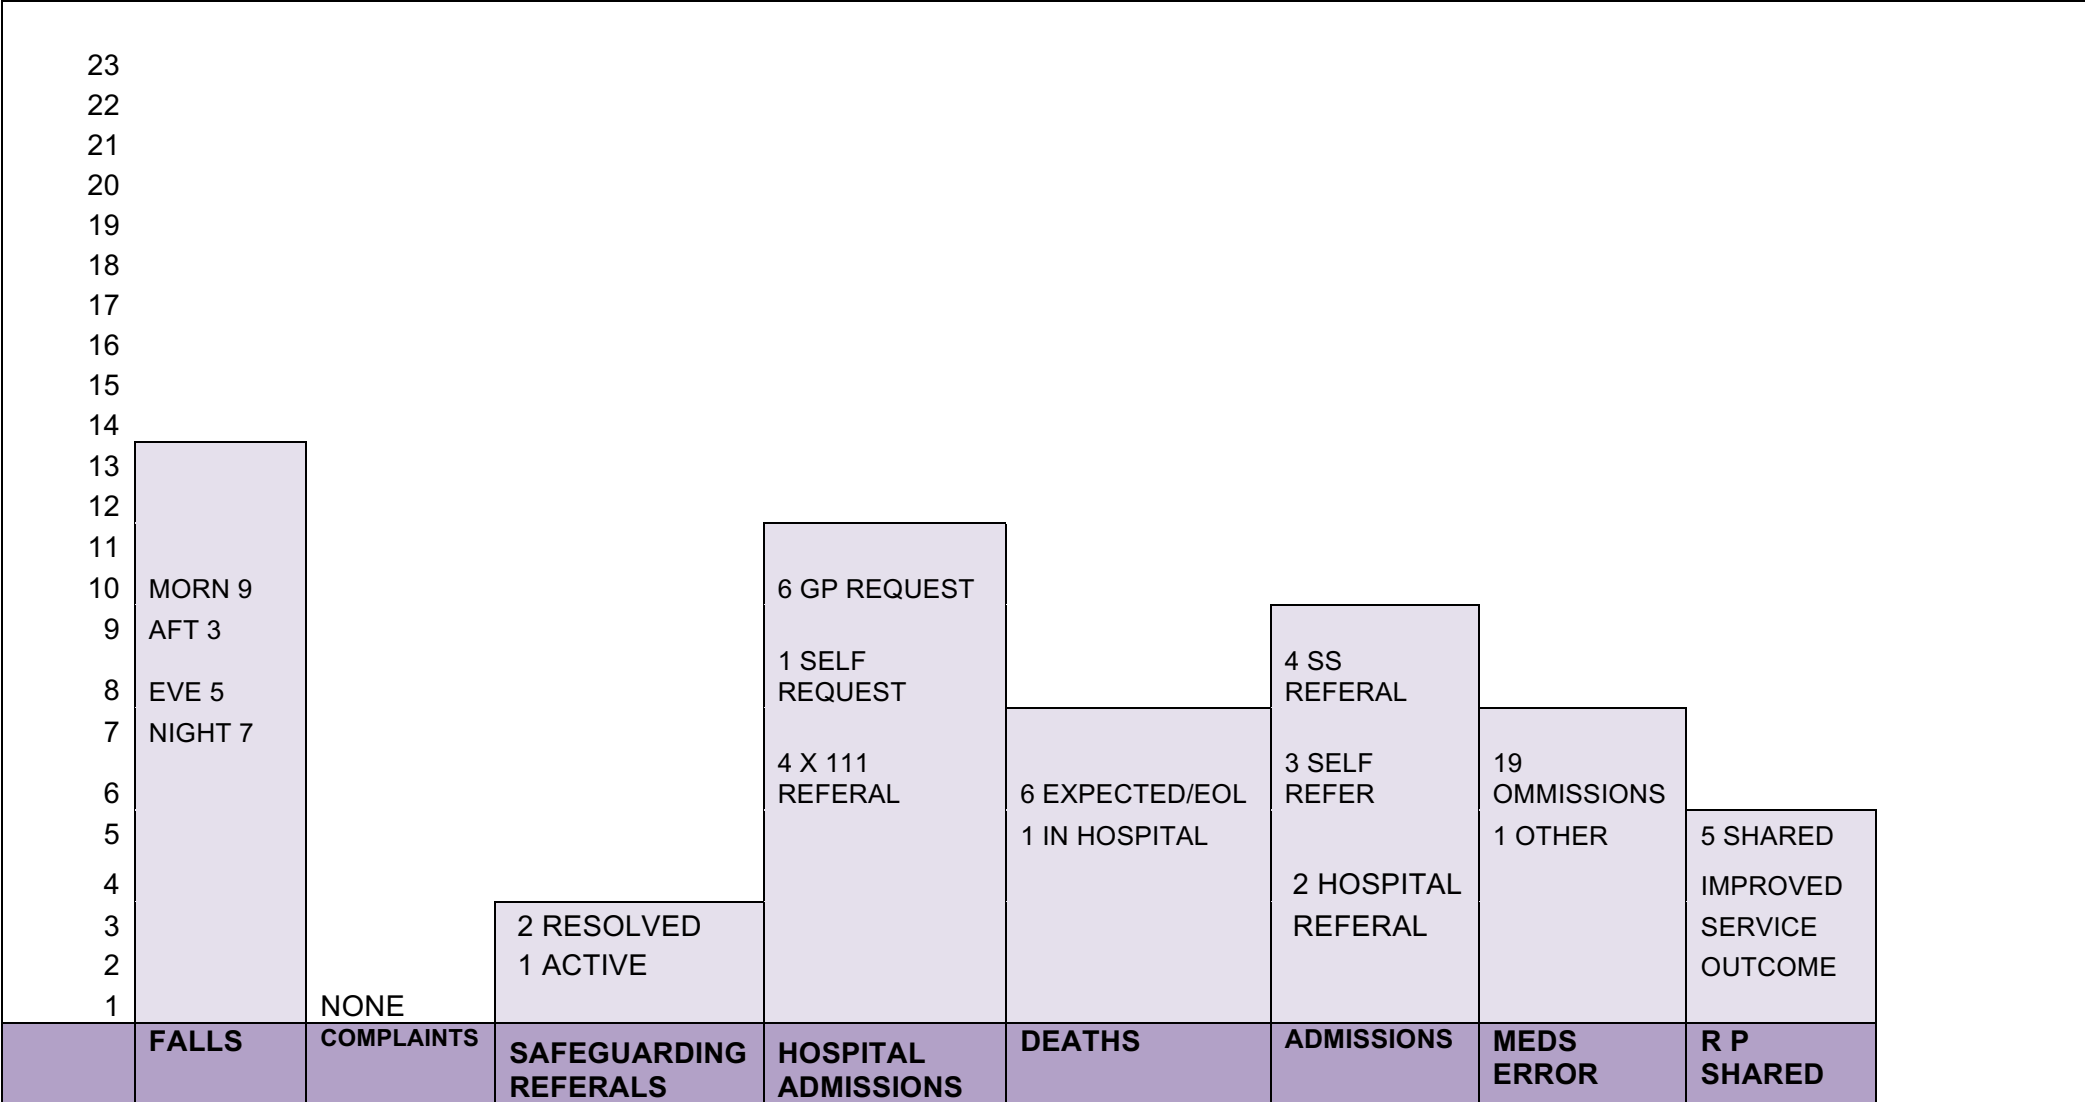 23
22
21
20
19
18
17
16
15
14
13
12
11
10 MORN 9 6 GP REQUEST
9 AFT 3
1 SELF 4 SS
8 EVE 5 REQUEST REFERAL
7 NIGHT 7
4 X 111 3 SELF 19
6 REFERAL 6 EXPECTED/EOL REFER OMMISSIONS
5 1 IN HOSPITAL 1 OTHER 5 SHARED
4 2 HOSPITAL IMPROVED
3 2 RESOLVED REFERAL SERVICE
2 1 ACTIVE OUTCOME
1 NONE
FALLS COMPLAINTS SAFEGUARDING HOSPITAL DEATHS ADMISSIONS MEDS R P
REFERALS ADMISSIONS ERROR SHARED